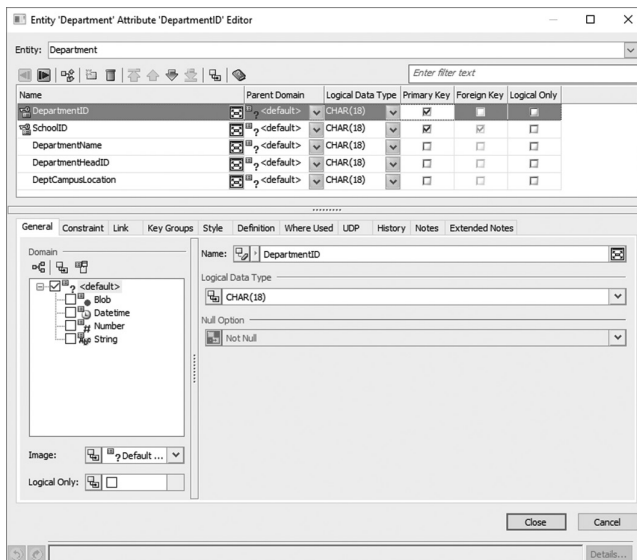 Entity 'Department' Attribute 'DepartmentID' Editor
Entity: Department
Enter filter text
Name Parent Domain Logical Data Type Primary Key Foreign Key Logical Only
DepartmentID <default> CHAR(18)
SchoolID <default> CHAR(18)
DepartmentName <default> CHAR(18)
DepartmentHeadID <default> CHAR(18)
DeptCampusLocation <default> CHAR(18)
General Constraint Link Key Groups Style Definition Where Used UDP History Notes Extended Notes
Domain
Name: DepartmentID
Logical Data Type
<default>
CHAR(18)
Blob
Datetime
Null Option
Number
Not Null
String
Image: Default ...
Logical Only:
Close Cancel
Details...